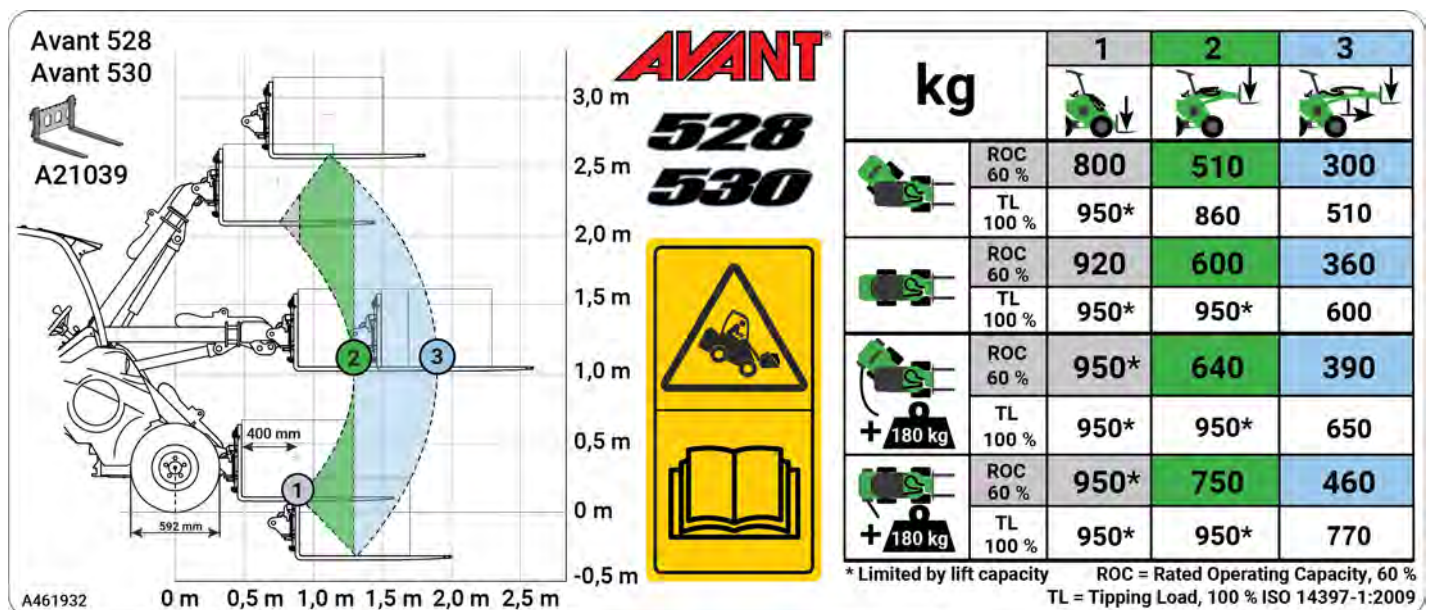 Avant 528
Avant 530
A21039
3,0 m
2,5 m
2,0 m
1,5 m
1,0 m
0,5 m
0 m
-0,5 m
2
3
400 mm
1
592 mm
A461932
0 m 0,5 m 1,0 m 1,5 m 2,0 m 2,5 m
AVANT®
528
530
kg 1 2 3
ROC 60 % 800 510 300
TL 100 % 950* 860 510
ROC 60 % 920 600 360
TL 100 % 950* 950* 600
ROC 60 % 950* 640 390
+ 180 kg TL 100 % 950* 950* 650
ROC 60 % 950* 750 460
+ 180 kg TL 100 % 950* 950* 770
* Limited by lift capacity ROC = Rated Operating Capacity, 60 %
TL = Tipping Load, 100 % ISO 14397-1:2009